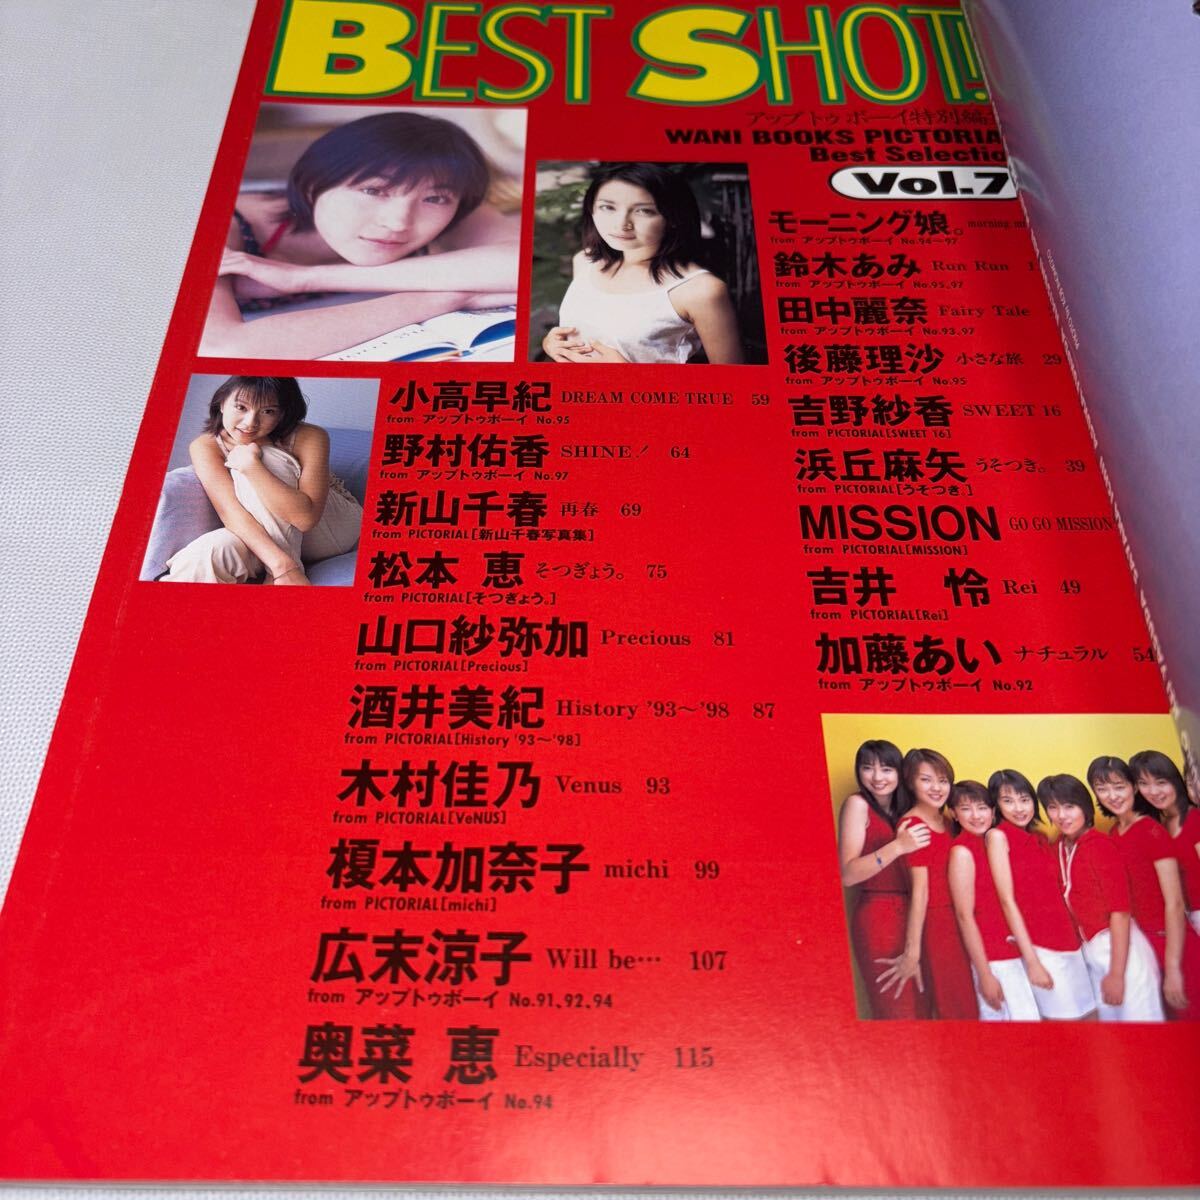 BEST SHOT!
アップトゥボーイ特別編
WANI BOOKS PICTORIA
Best Selectio
Vol.7
モーニング娘。 morning
from アップトゥボーイ No.94〜97
鈴木あみ Run Run
from アップトゥボーイ No.95、97
田中麗奈 Fairy Tale
from アップトゥボーイ No.93、97
後藤理沙 小さな旅 29
from アップトゥボーイ No.95
吉野紗香 SWEET 16
from PICTORIAL[SWEET 16]
浜丘麻矢 うそつき。 39
from PICTORIAL[うそつき。]
MISSION GO GO MISSION
from PICTORIAL[MISSION]
吉井 怜 Rei 49
from PICTORIAL[Rei]
加藤あい ナチュラル 54
from アップトゥボーイ No.92
小高早紀 DREAM COME TRUE 59
from アップトゥボーイ No.95
野村佑香 SHINE! 64
from アップトゥボーイ No.97
新山千春 再春 69
from PICTORIAL[新山千春写真集]
松本 恵 そつぎょう。 75
from PICTORIAL[そつぎょう。]
山口紗弥加 Precious 81
from PICTORIAL[Precious]
酒井美紀 History '93〜'98 87
from PICTORIAL[History '93〜'98]
木村佳乃 Venus 93
from PICTORIAL[VeNUS]
榎本加奈子 michi 99
from PICTORIAL[michi]
広末涼子 Will be… 107
from アップトゥボーイ No.91、92、94
奥菜 恵 Especially 115
from アップトゥボーイ No.94